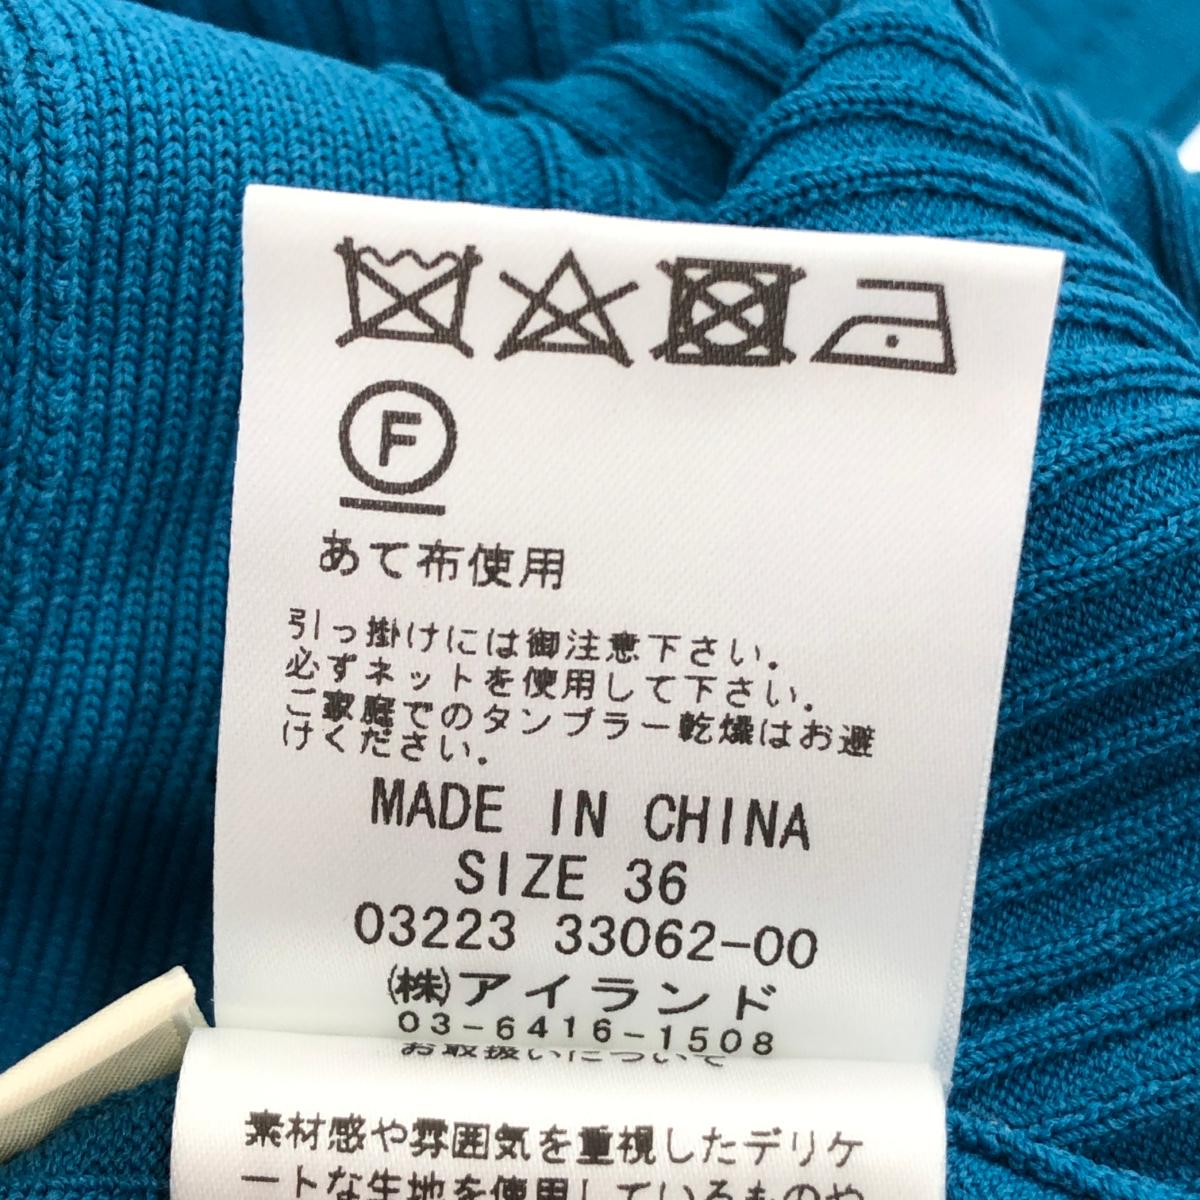 F
あて布使用
引っ掛けには御注意下さい。
必ずネットを使用して下さい。
ご家庭でのタンブラー乾燥はお避
けください。
MADE IN CHINA
SIZE 36
03223 33062-00
(株)アイランド
03-6416-1508
お取扱いについて
素材感や雰囲気を重視したデリケ
ートな生地を使用しているものや